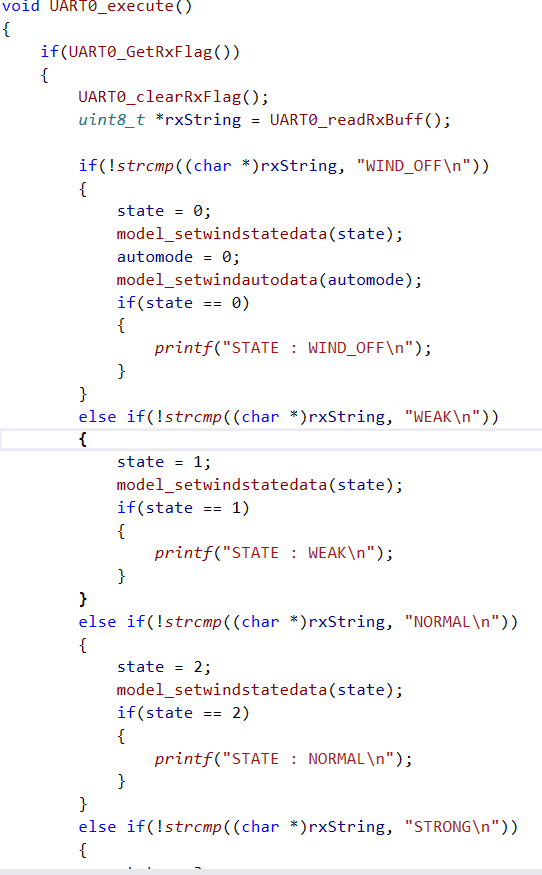 void UART0_execute()
{
    if(UART0_GetRxFlag())
    {
        UART0_clearRxFlag();
        uint8_t *rxString = UART0_readRxBuff();

        if(!strcmp((char *)rxString, "WIND_OFF\n"))
        {
            state = 0;
            model_setwindstatedata(state);
            automode = 0;
            model_setwindautodata(automode);
            if(state == 0)
            {
                printf("STATE : WIND_OFF\n");
            }
        }
        else if(!strcmp((char *)rxString, "WEAK\n"))
        {
            state = 1;
            model_setwindstatedata(state);
            if(state == 1)
            {
                printf("STATE : WEAK\n");
            }
        }
        else if(!strcmp((char *)rxString, "NORMAL\n"))
        {
            state = 2;
            model_setwindstatedata(state);
            if(state == 2)
            {
                printf("STATE : NORMAL\n");
            }
        }
        else if(!strcmp((char *)rxString, "STRONG\n"))
        {